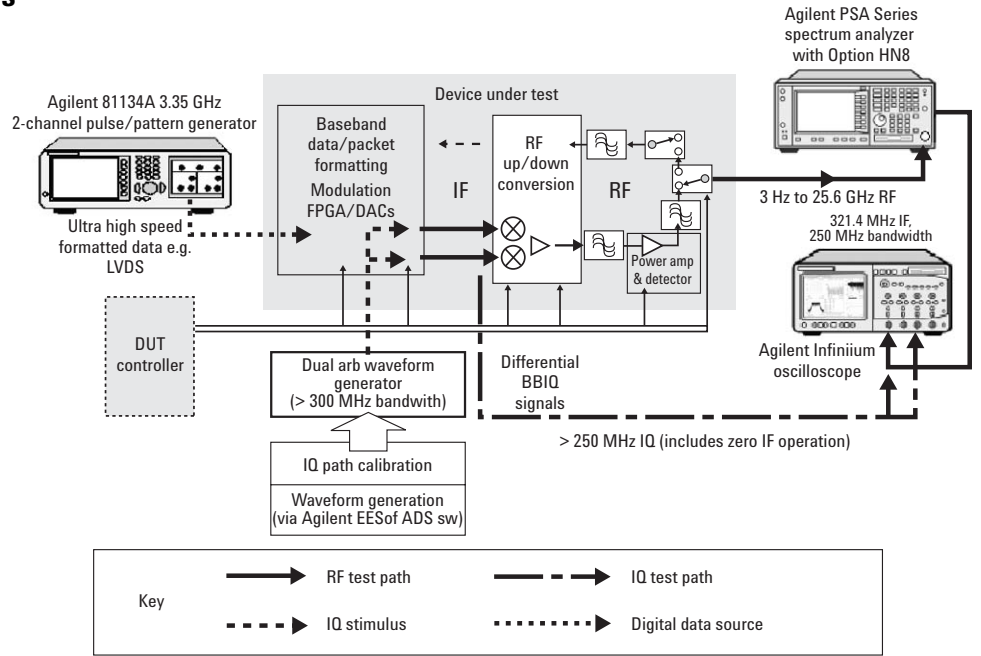 s
Agilent PSA Series
spectrum analyzer
with Option HN8
Agilent 81134A 3.35 GHz
2-channel pulse/pattern generator
Device under test
Baseband
data/packet
formatting
Modulation
FPGA/DACs
IF
RF
up/down
conversion
RF
Power amp
& detector
3 Hz to 25.6 GHz RF
321.4 MHz IF,
250 MHz bandwidth
Ultra high speed
formatted data e.g.
LVDS
DUT
controller
Dual arb waveform
generator
(> 300 MHz bandwith)
Differential
BBIQ
signals
Agilent Infiniium
oscilloscope
> 250 MHz IQ (includes zero IF operation)
IQ path calibration
Waveform generation
(via Agilent EESof ADS sw)
Key
RF test path
IQ test path
IQ stimulus
Digital data source